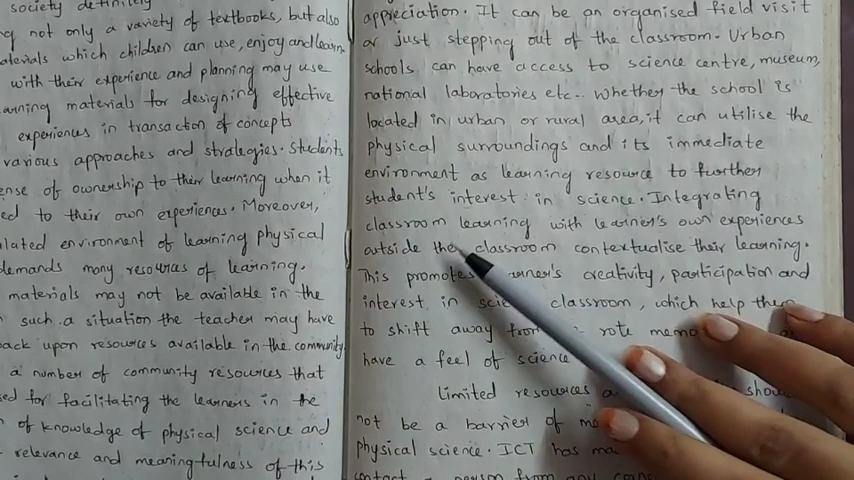 society definitely
not only a variety of textbooks, but also
which children can use, enjoy and learn.
with their experience and planning may use
materials for designing effective
experiences in transaction of concepts
various approaches and strategies. Students
of ownership to their learning when it
to their own experiences. Moreover,
environment of learning physical
demands many resources of learning.
materials may not be available in the
such a situation the teacher may have
upon resources available in the community.
a number of community resources that
for facilitating the learners in the
of knowledge of physical science and
relevance and meaningfulness of this
appreciation. It can be an organised field visit
or just stepping out of the classroom. Urban
schools can have access to science centre, museum,
national laboratories etc.. Whether the school is
located in urban or rural area, it can utilise the
physical surroundings and its immediate
environment as learning resource to further
student's interest in science. Integrating
classroom learning with learner's own experiences
outside the classroom contextualise their learning.
This promotes creativity, participation and
interest in classroom, which help them
to shift away from rote
have a feel of science
Limited resources
not be a barrier of
physical science. ICT has
contact a person from any